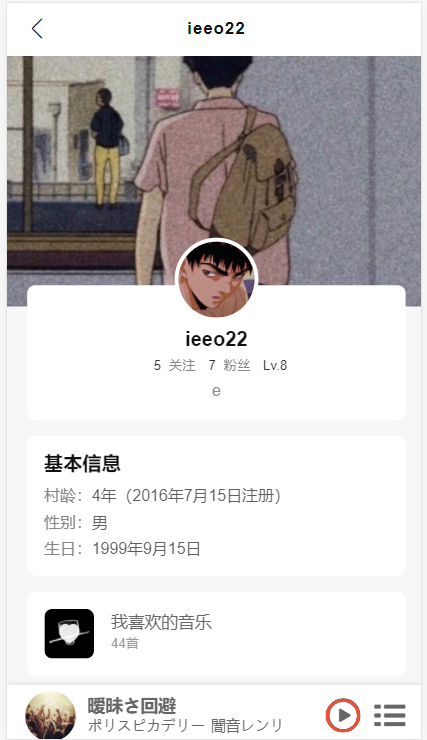 ieeo22
ieeo22
5 关注 7 粉丝 Lv.8
e
基本信息
村龄：4年（2016年7月15日注册）
性别：男
生日：1999年9月15日
我喜欢的音乐
44首
曖昧さ回避
ポリスピカデリー 闇音レンリ